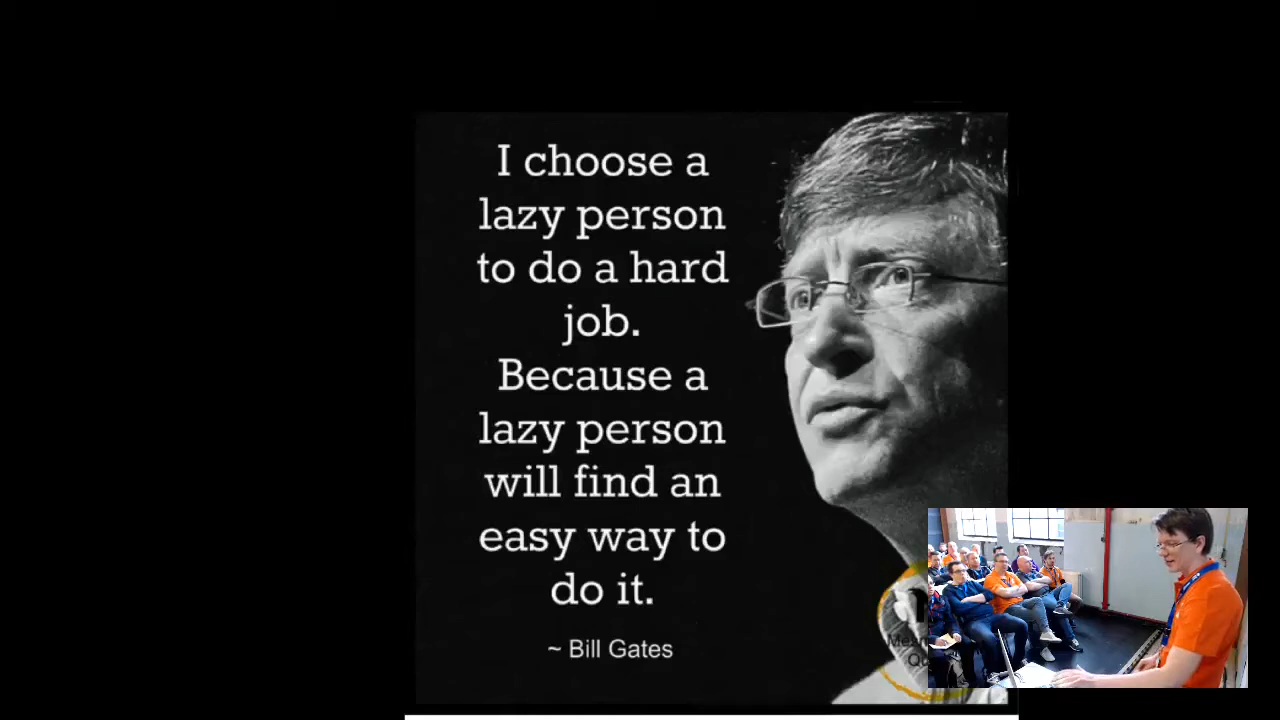 I choose a
lazy person
to do a hard
job.
Because a
lazy person
will find an
easy way to
do it.
~ Bill Gates